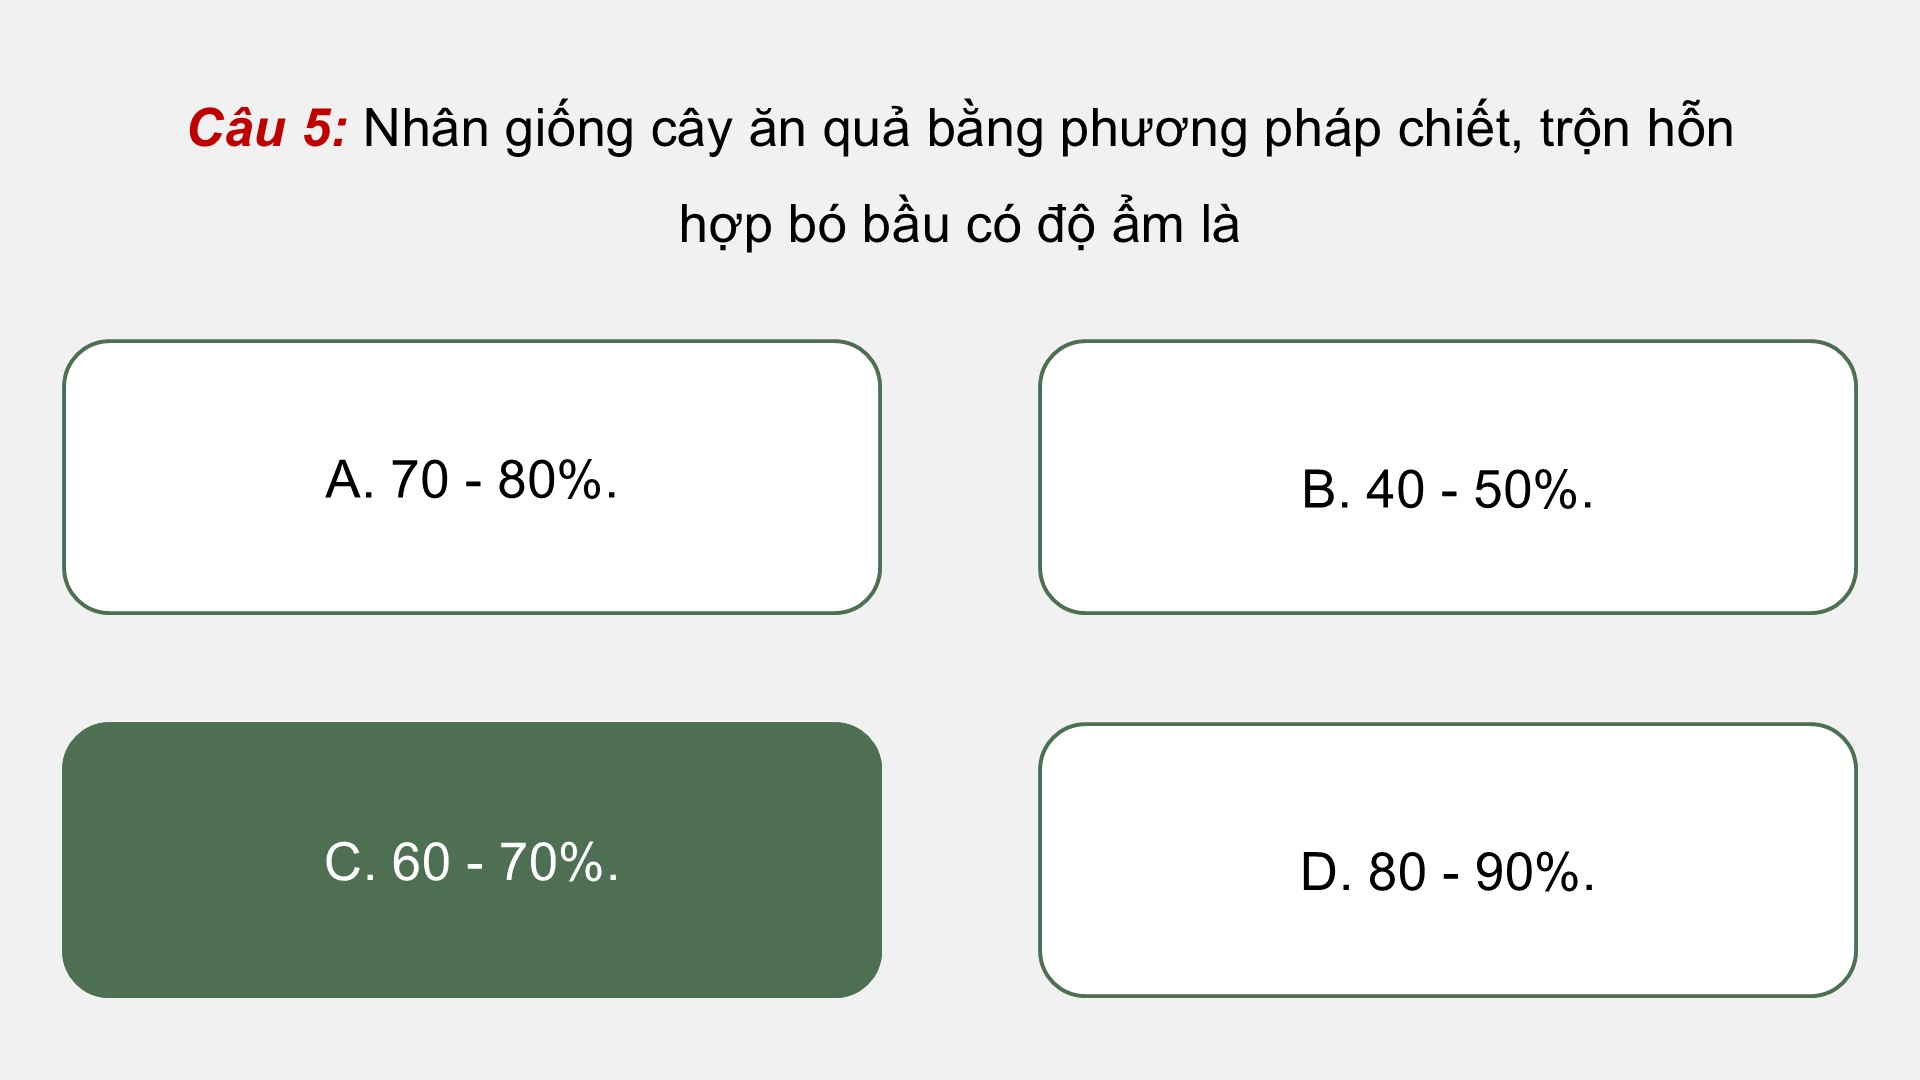 Câu 5: Nhân giống cây ăn quả bằng phương pháp chiết, trộn hỗn
hợp bó bầu có độ ẩm là
A. 70 - 80%.
B. 40 - 50%.
C. 60 - 70%.
D. 80 - 90%.